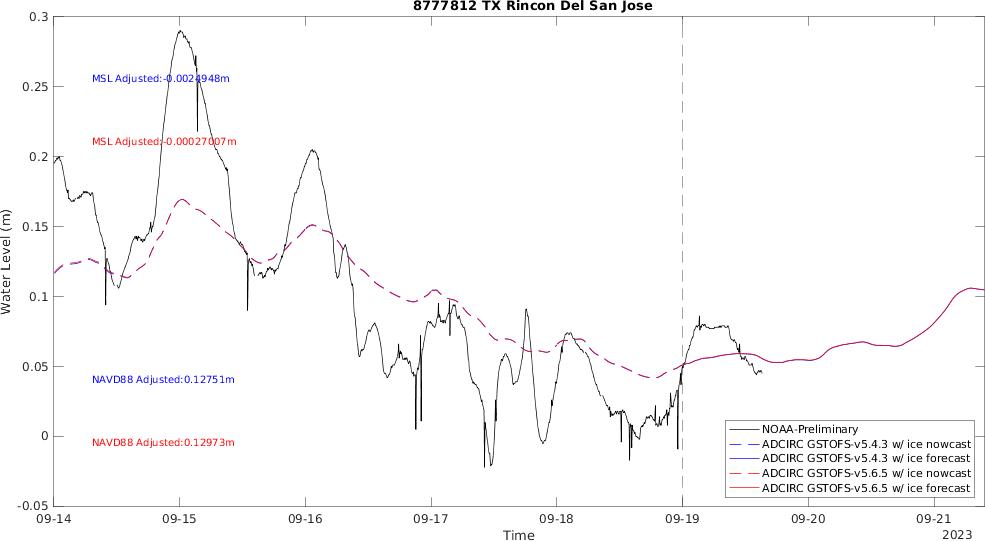 8777812 TX Rincon Del San Jose
0.3
0.25
0.2
0.15
0.1
0.05
0
-0.05
Water Level (m)
MSL Adjusted:-0.0024948m
MSL Adjusted:-0.00027007m
NAVD88 Adjusted:0.12751m
NAVD88 Adjusted:0.12973m
NOAA-Preliminary
ADCIRC GSTOFS-v5.4.3 w/ ice nowcast
ADCIRC GSTOFS-v5.4.3 w/ ice forecast
ADCIRC GSTOFS-v5.6.5 w/ ice nowcast
ADCIRC GSTOFS-v5.6.5 w/ ice forecast
09-14 09-15 09-16 09-17 09-18 09-19 09-20 09-21
Time
2023